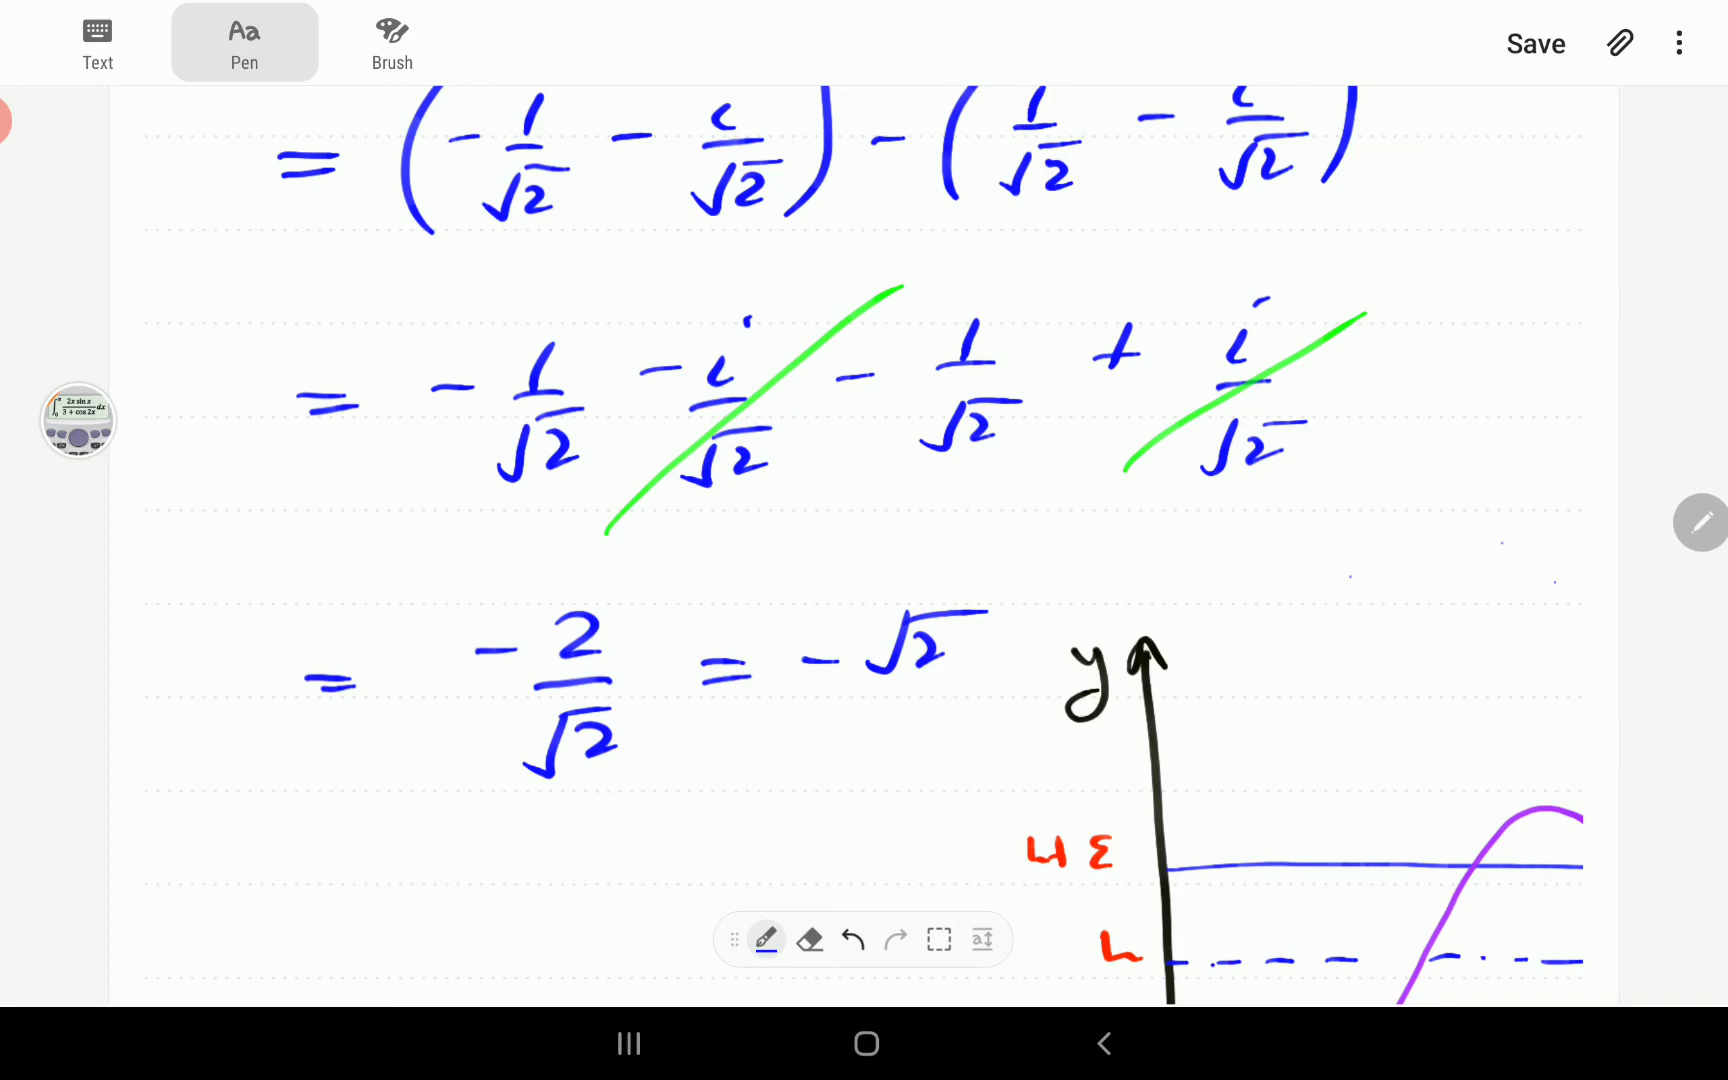 Text Aa Pen Brush Save
= (- 1/√2 - i/√2) - (1/√2 - i/√2)
= - 1/√2 - i/√2 - 1/√2 + i/√2
= - 2/√2 = - √2
y
L+ε
L